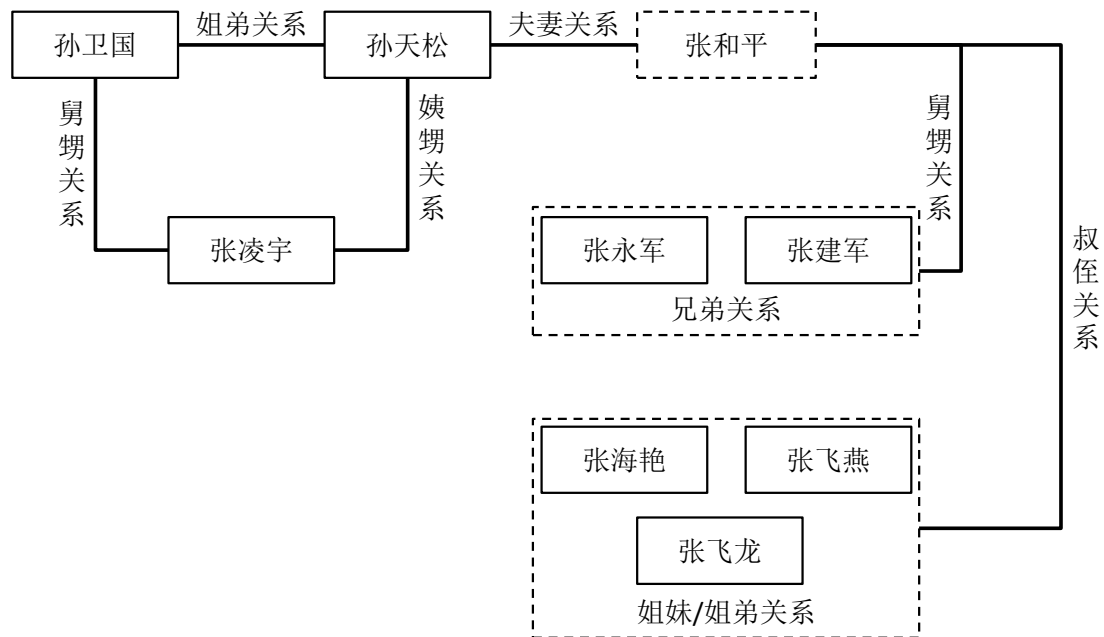 孙卫国
姐弟关系
孙天松
夫妻关系
张和平
舅甥关系
姨甥关系
舅甥关系
叔侄关系
张凌宇
张永军
张建军
兄弟关系
张海艳
张飞燕
张飞龙
姐妹/姐弟关系